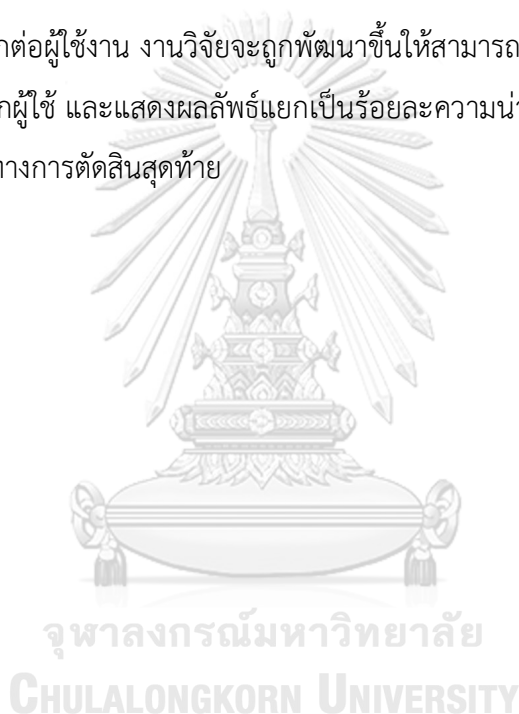 กต่อผู้ใช้งาน งานวิจัยจะถูกพัฒนาขึ้นให้สามารถ
กผู้ใช้ และแสดงผลลัพธ์แยกเป็นร้อยละความน่
ทางการตัดสินสุดท้าย
จุฬาลงกรณ์มหาวิทยาลัย
CHULALONGKORN UNIVERSITY